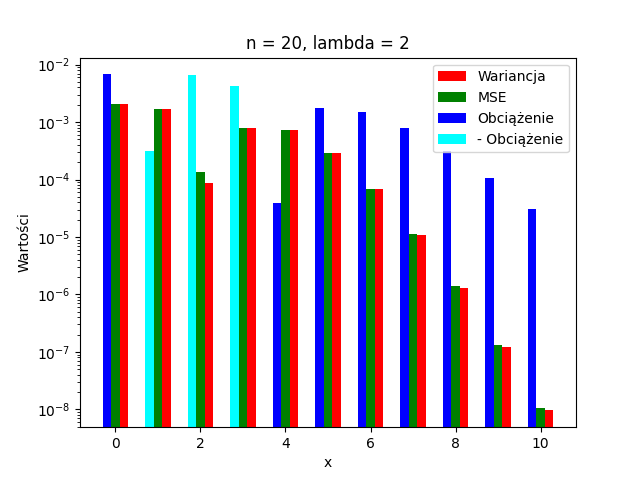 n = 20, lambda = 2
Wariancja
MSE
Obciążenie
- Obciążenie
Wartości
10⁻²
10⁻³
10⁻⁴
10⁻⁵
10⁻⁶
10⁻⁷
10⁻⁸
0 2 4 6 8 10
x